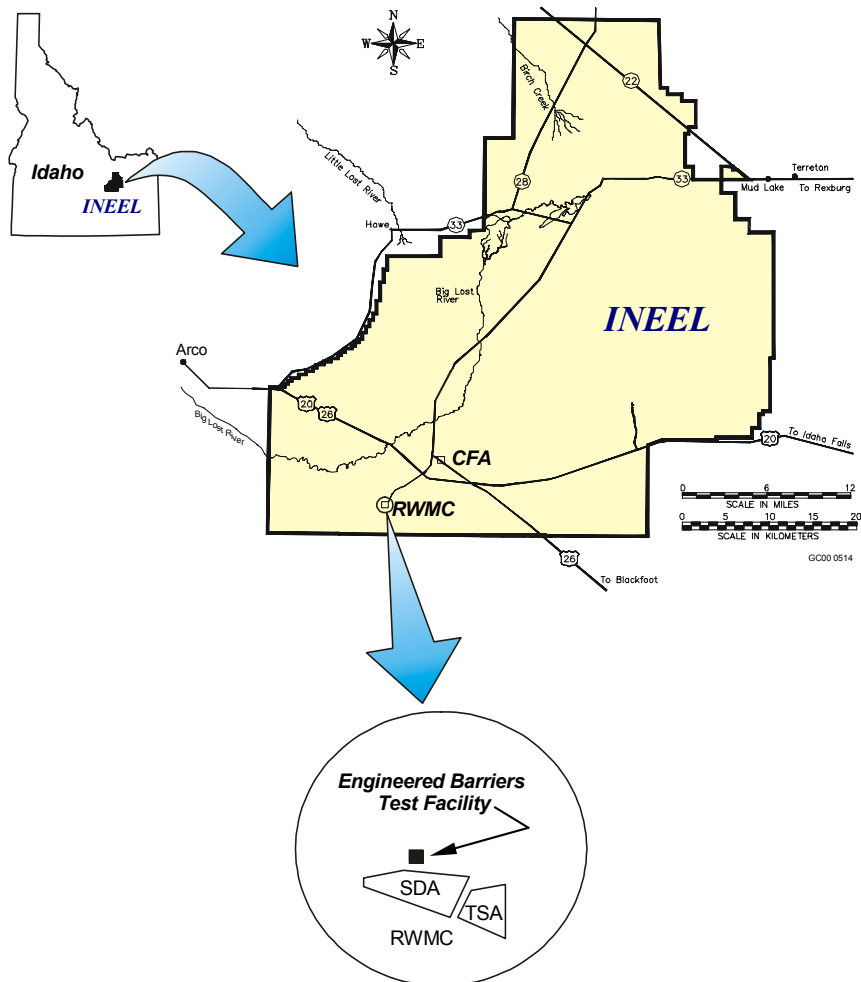 N
W E
S
Idaho
INEEL
Birch Creek
22
Little Lost River
28
33
Terreton
Mud Lake
To Rexburg
Howe
33
Big Lost
River
INEEL
Arco
20
26
Big Lost River
To Idaho Falls
20
CFA
RWMC
0 6 12
SCALE IN MILES
0 5 10 15 20
SCALE IN KILOMETERS
GC00 0514
26
To Blackfoot
Engineered Barriers
Test Facility
SDA
TSA
RWMC